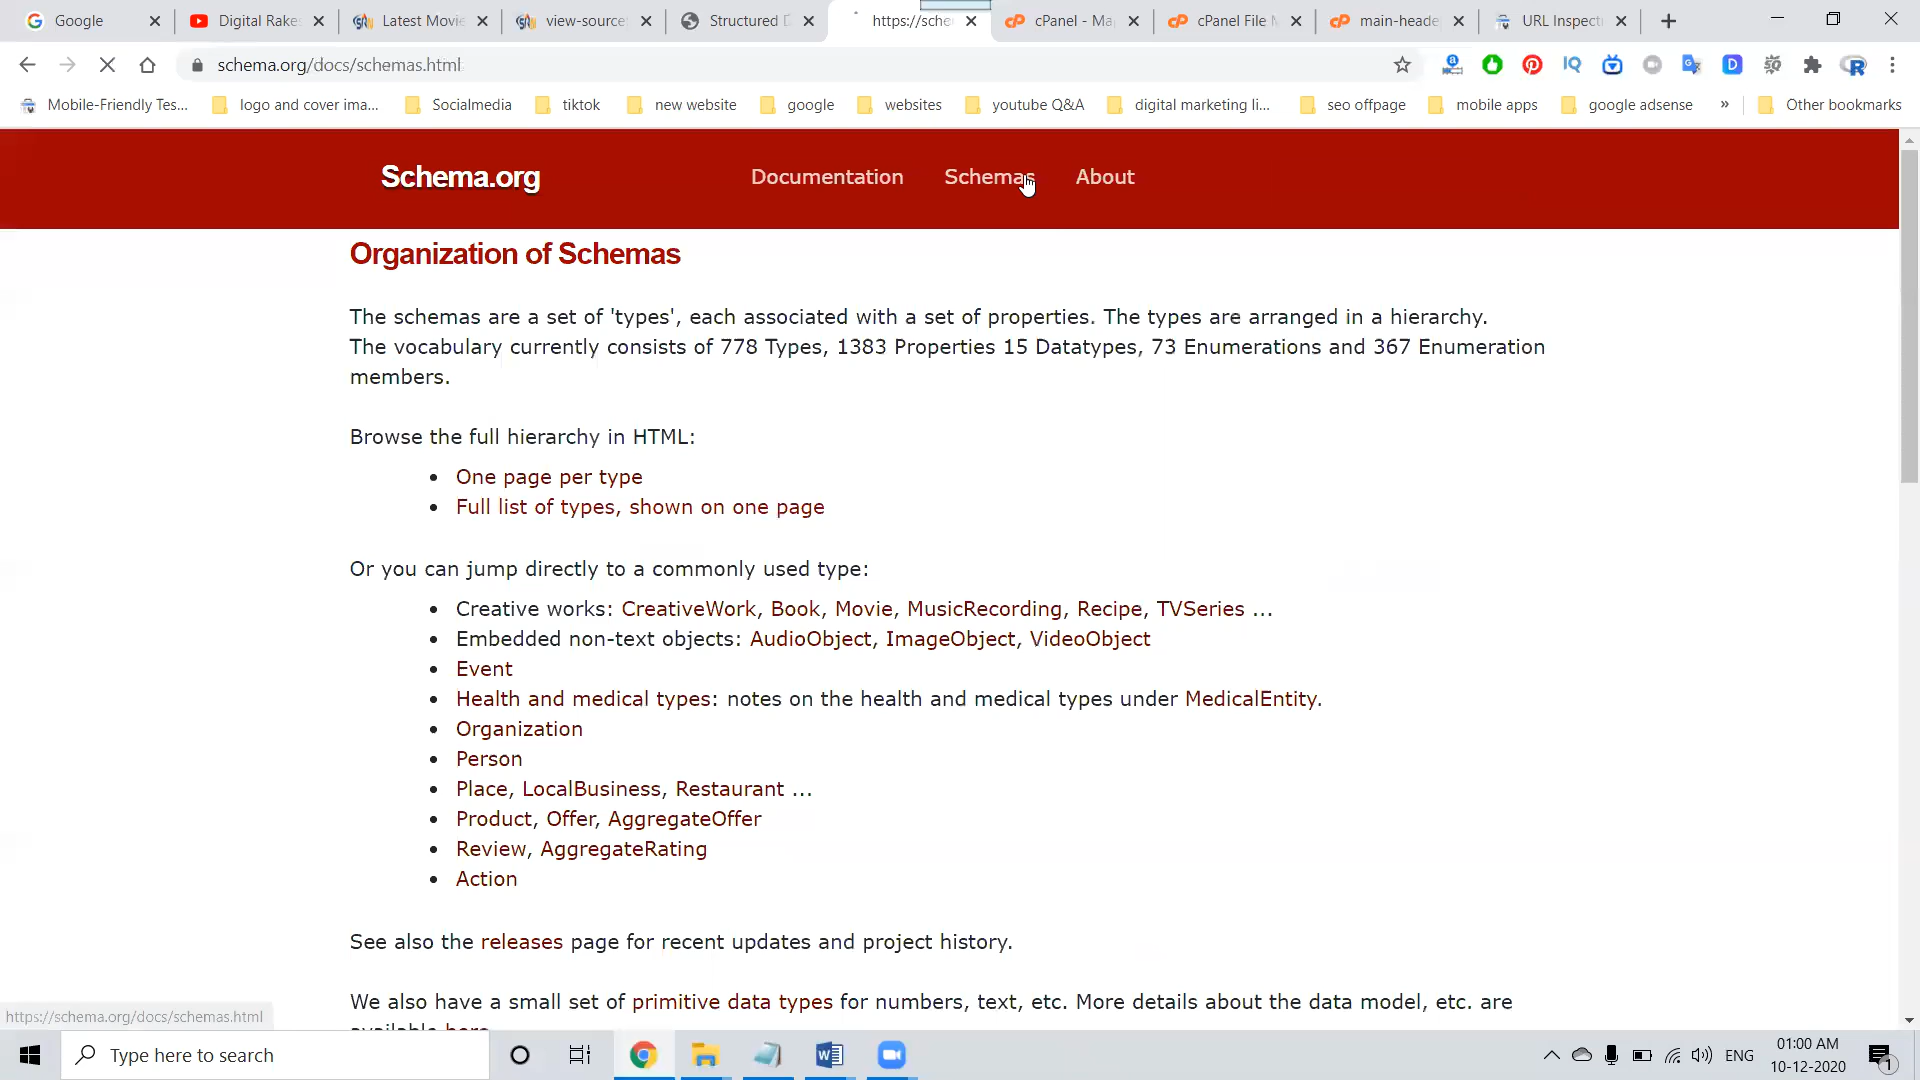 Google
Digital Rake
Latest Movie
view-source
Structured D
https://sche
cPanel - Ma
cPanel File M
main-heade
URL Inspect
schema.org/docs/schemas.html
Mobile-Friendly Tes...
logo and cover ima...
Socialmedia
tiktok
new website
google
websites
youtube Q&A
digital marketing li...
seo offpage
mobile apps
google adsense
»
Other bookmarks
Schema.org
Documentation
Schemas
About
Organization of Schemas
The schemas are a set of 'types', each associated with a set of properties. The types are arranged in a hierarchy.
The vocabulary currently consists of 778 Types, 1383 Properties 15 Datatypes, 73 Enumerations and 367 Enumeration
members.
Browse the full hierarchy in HTML:
• One page per type
• Full list of types, shown on one page
Or you can jump directly to a commonly used type:
• Creative works: CreativeWork, Book, Movie, MusicRecording, Recipe, TVSeries ...
• Embedded non-text objects: AudioObject, ImageObject, VideoObject
• Event
• Health and medical types: notes on the health and medical types under MedicalEntity.
• Organization
• Person
• Place, LocalBusiness, Restaurant ...
• Product, Offer, AggregateOffer
• Review, AggregateRating
• Action
See also the releases page for recent updates and project history.
We also have a small set of primitive data types for numbers, text, etc. More details about the data model, etc. are
available here
https://schema.org/docs/schemas.html
Type here to search
ENG
01:00 AM
10-12-2020
1